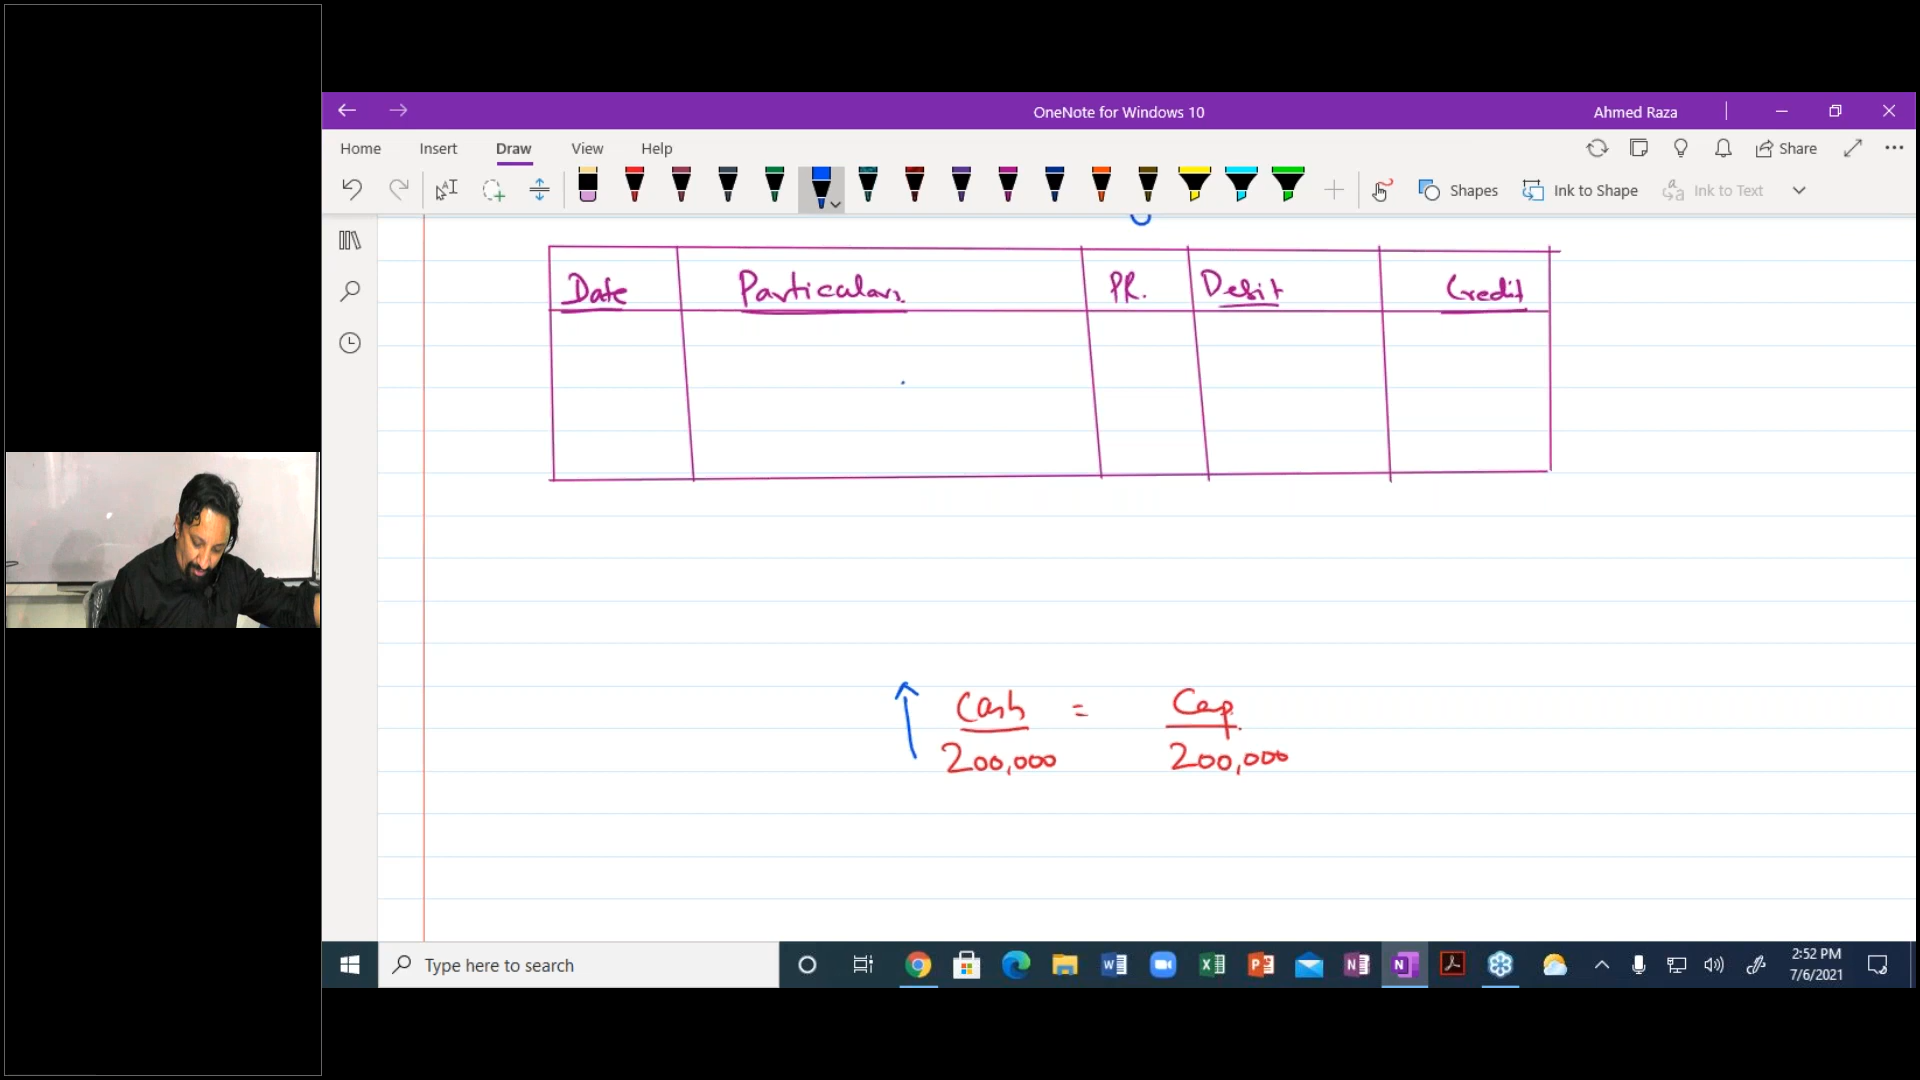 OneNote for Windows 10 Ahmed Raza
Home Insert Draw View Help Share
Shapes Ink to Shape Ink to Text
Date Particulars. PR. Debit Credit
Cash = Cap.
200,000 200,000
Type here to search
2:52 PM
7/6/2021